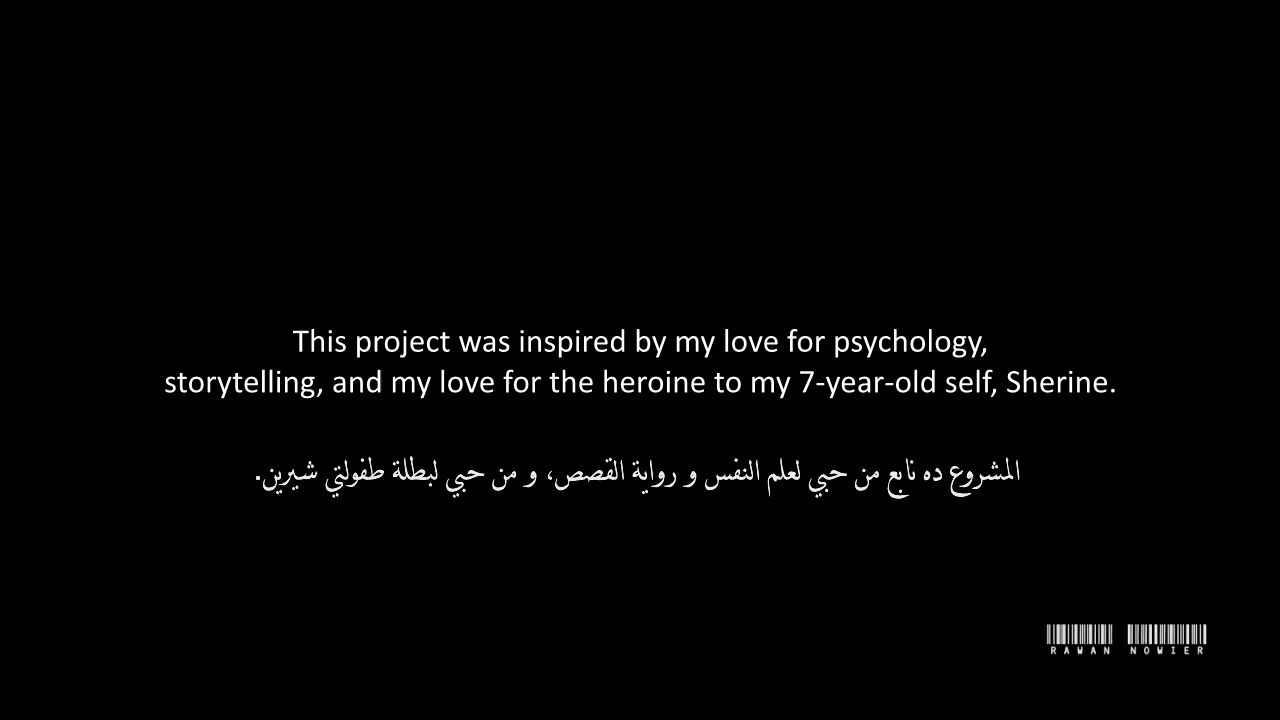 This project was inspired by my love for psychology,
storytelling, and my love for the heroine to my 7-year-old self, Sherine.
المشروع ده نابع من حبي لعلم النفس و رواية القصص، و من حبي لبطلة طفولتي شيرين.
RAWAN NOWIER